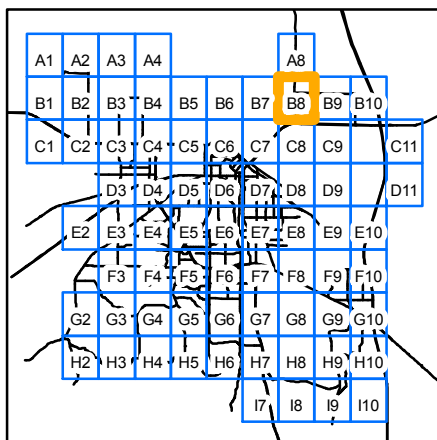 A1 A2 A3 A4 A8
B1 B2 B3 B4 B5 B6 B7 B8 B9 B10
C1 C2 C3 C4 C5 C6 C7 C8 C9 C11
D3 D4 D5 D6 D7 D8 D9 D11
E2 E3 E4 E5 E6 E7 E8 E9 E10
F3 F4 F5 F6 F7 F8 F9 F10
G2 G3 G4 G5 G6 G7 G8 G9 G10
H2 H3 H4 H5 H6 H7 H8 H9 H10
I7 I8 I9 I10